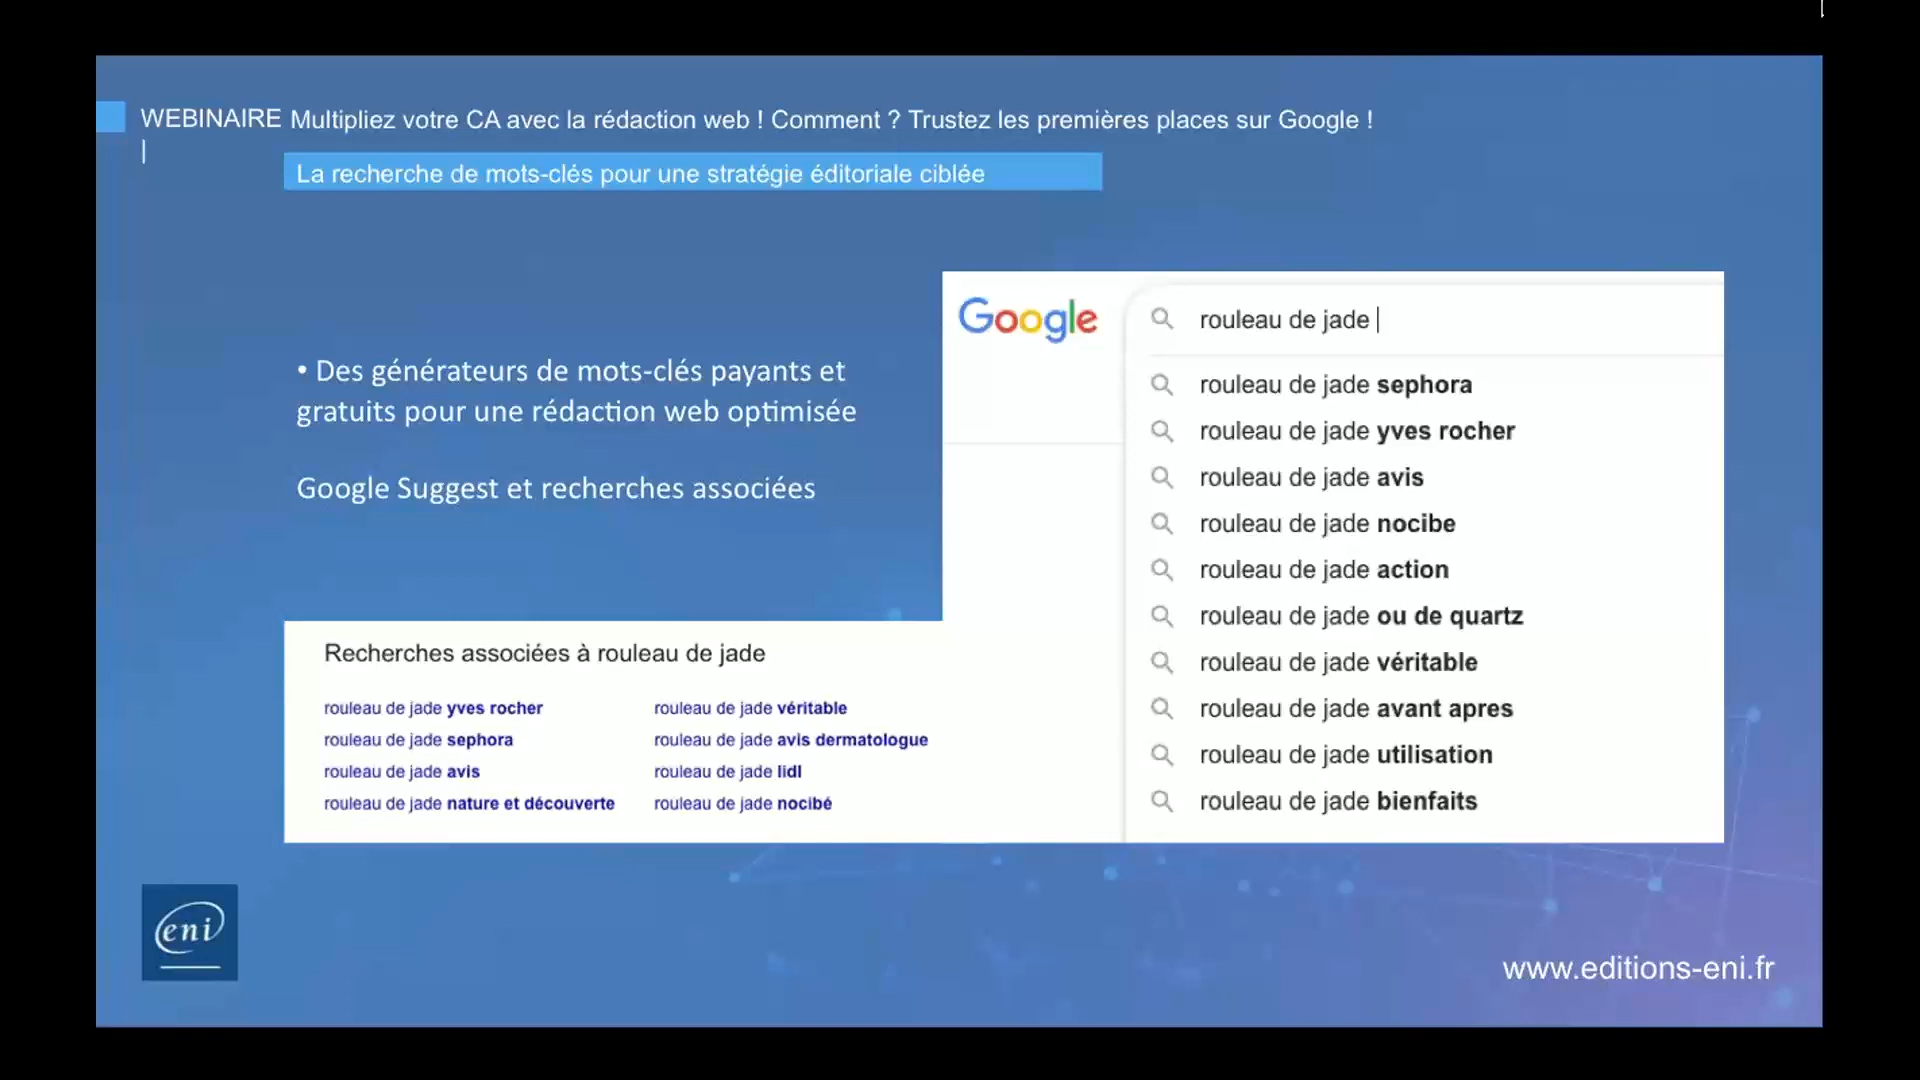 WEBINAIRE Multipliez votre CA avec la rédaction web ! Comment ? Trustez les premières places sur Google !
|
La recherche de mots-clés pour une stratégie éditoriale ciblée
• Des générateurs de mots-clés payants et
gratuits pour une rédaction web optimisée
Google Suggest et recherches associées
Recherches associées à rouleau de jade
rouleau de jade yves rocher
rouleau de jade sephora
rouleau de jade avis
rouleau de jade nature et découverte
rouleau de jade véritable
rouleau de jade avis dermatologue
rouleau de jade lidl
rouleau de jade nocibé
Google
rouleau de jade
rouleau de jade sephora
rouleau de jade yves rocher
rouleau de jade avis
rouleau de jade nocibe
rouleau de jade action
rouleau de jade ou de quartz
rouleau de jade véritable
rouleau de jade avant apres
rouleau de jade utilisation
rouleau de jade bienfaits
eni
www.editions-eni.fr